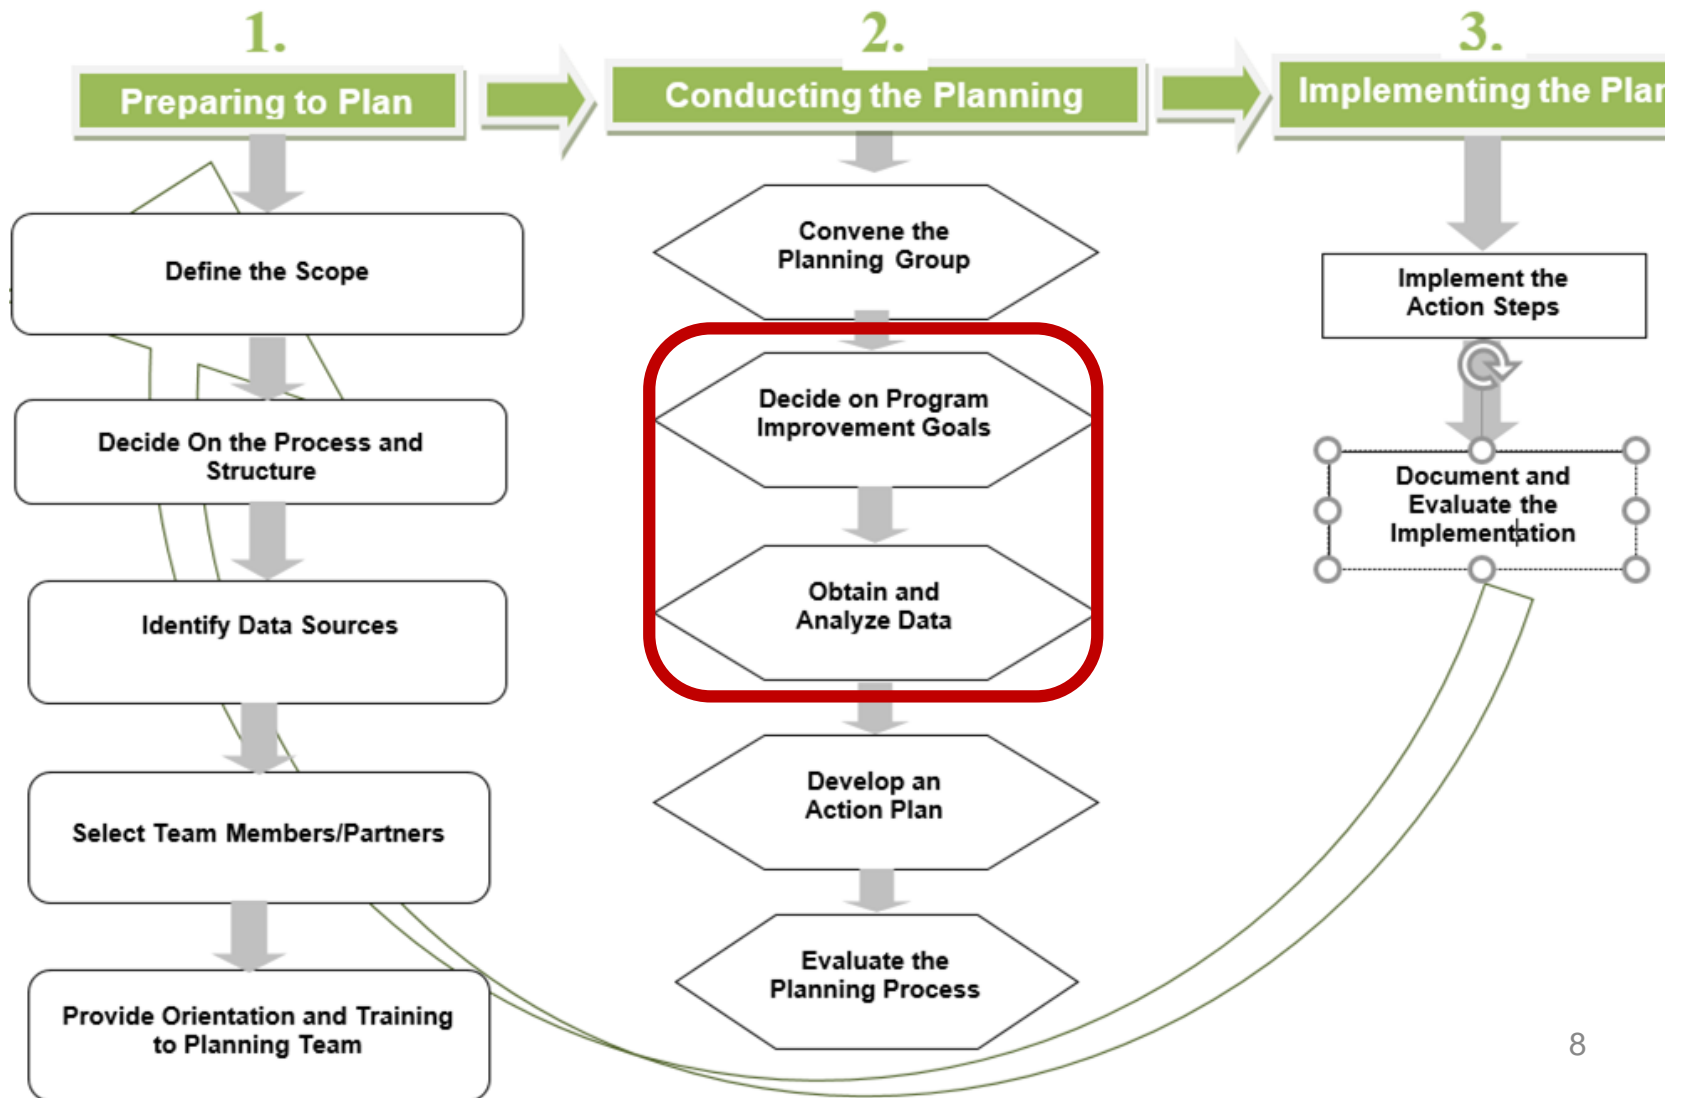 1.
Preparing to Plan
Define the Scope
Decide On the Process and
Structure
Identify Data Sources
Select Team Members/Partners
Provide Orientation and Training
to Planning Team
2.
Conducting the Planning
Convene the
Planning Group
Decide on Program
Improvement Goals
Obtain and
Analyze Data
Develop an
Action Plan
Evaluate the
Planning Process
3.
Implementing the Plan
Implement the
Action Steps
Document and
Evaluate the
Implementation
8